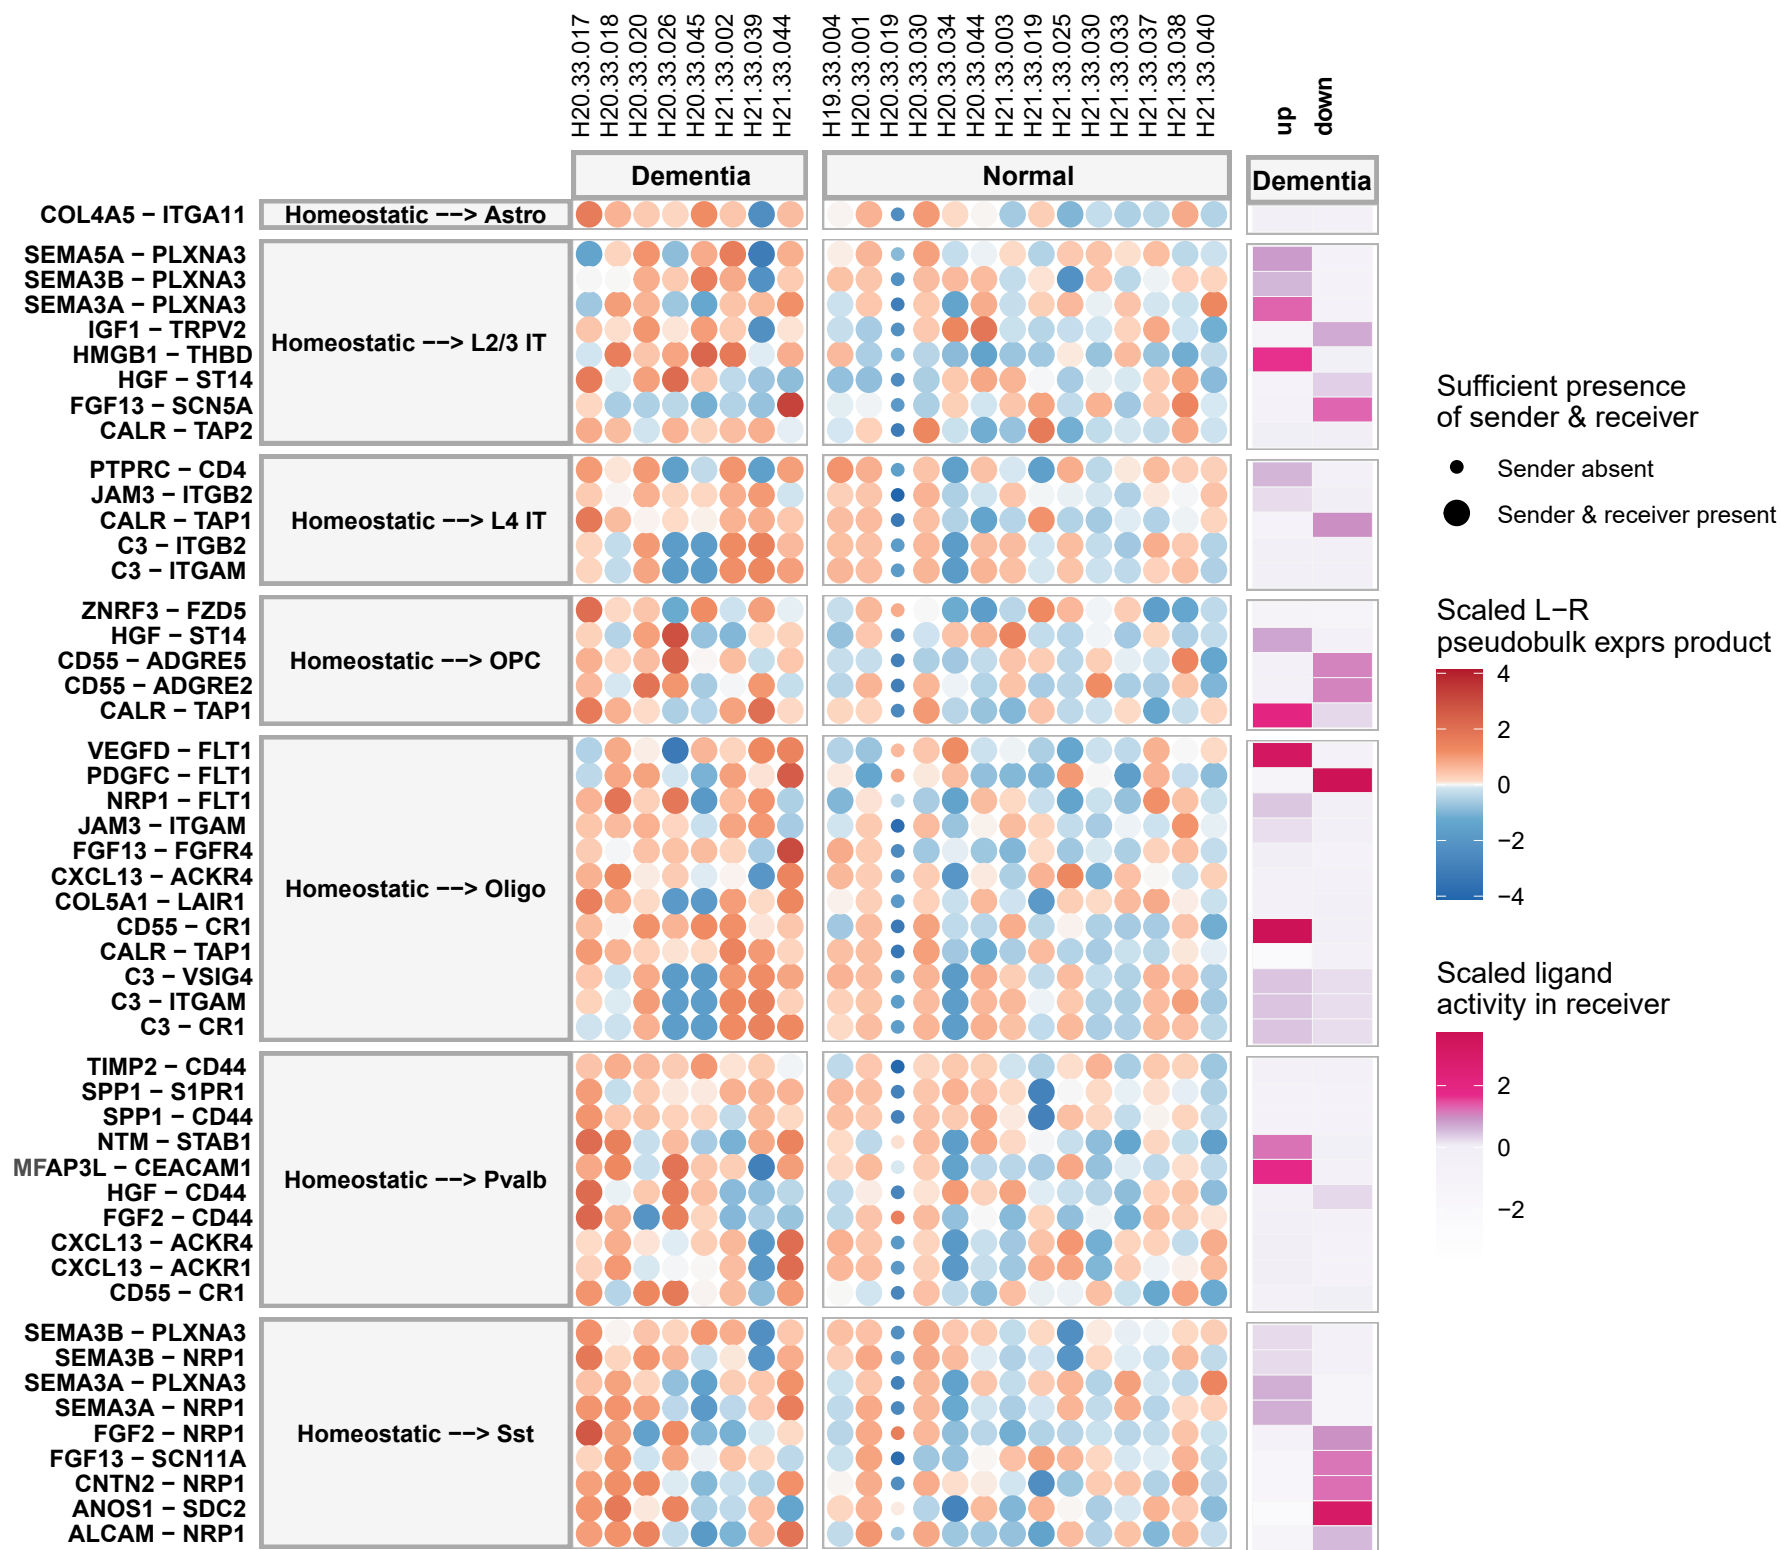 H20.33.017
H20.33.018
H20.33.020
H20.33.026
H20.33.045
H21.33.002
H21.33.039
H21.33.044
H19.33.004
H20.33.001
H20.33.019
H20.33.030
H20.33.034
H20.33.044
H21.33.003
H21.33.019
H21.33.025
H21.33.030
H21.33.033
H21.33.037
H21.33.038
H21.33.040
up
down
Dementia
Normal
Dementia
COL4A5 − ITGA11
Homeostatic −−> Astro
SEMA5A − PLXNA3
SEMA3B − PLXNA3
SEMA3A − PLXNA3
IGF1 − TRPV2
HMGB1 − THBD
HGF − ST14
FGF13 − SCN5A
CALR − TAP2
Homeostatic −−> L2/3 IT
PTPRC − CD4
JAM3 − ITGB2
CALR − TAP1
C3 − ITGB2
C3 − ITGAM
Homeostatic −−> L4 IT
ZNRF3 − FZD5
HGF − ST14
CD55 − ADGRE5
CD55 − ADGRE2
CALR − TAP1
Homeostatic −−> OPC
VEGFD − FLT1
PDGFC − FLT1
NRP1 − FLT1
JAM3 − ITGAM
FGF13 − FGFR4
CXCL13 − ACKR4
COL5A1 − LAIR1
CD55 − CR1
CALR − TAP1
C3 − VSIG4
C3 − ITGAM
C3 − CR1
Homeostatic −−> Oligo
TIMP2 − CD44
SPP1 − S1PR1
SPP1 − CD44
NTM − STAB1
MFAP3L − CEACAM1
HGF − CD44
FGF2 − CD44
CXCL13 − ACKR4
CXCL13 − ACKR1
CD55 − CR1
Homeostatic −−> Pvalb
SEMA3B − PLXNA3
SEMA3B − NRP1
SEMA3A − PLXNA3
SEMA3A − NRP1
FGF2 − NRP1
FGF13 − SCN11A
CNTN2 − NRP1
ANOS1 − SDC2
ALCAM − NRP1
Homeostatic −−> Sst
Sufficient presence
of sender & receiver
Sender absent
Sender & receiver present
Scaled L−R
pseudobulk exprs product
4
2
0
−2
−4
Scaled ligand
activity in receiver
2
0
−2